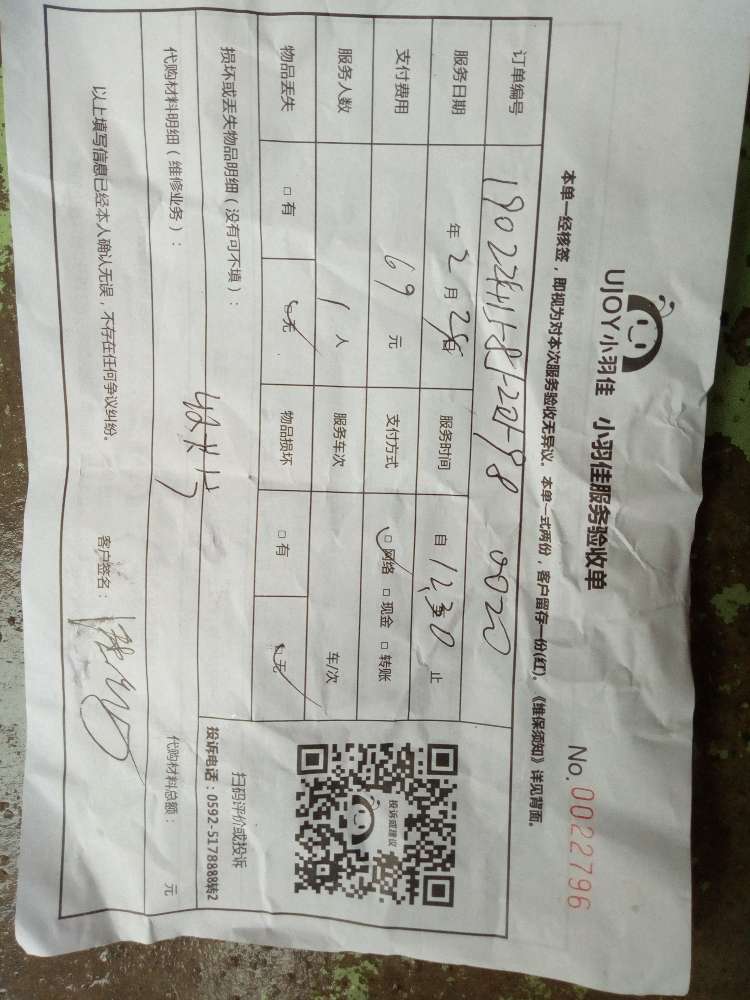 UJOY小羽佳 小羽佳服务验收单
No.0022796
本单一经核签，即视为对本次服务验收无异议。本单一式两份，客户留存一份(红)。《维保须知》详见背面。
订单编号 0020
服务日期 年 2 月 28 日 服务时间 自 12:30 止
支付费用 69 元 支付方式 □网络 □现金 □转账
服务人数 1 人 服务车次 车/次
物品丢失 □有 □无 物品损坏 □有 □无
投诉或建议
扫码评价或投诉
投诉电话：0592-5178888转2
损坏或丢失物品明细（没有可不填）：
代购材料明细（维修业务）： 代购材料总额： 元
以上填写信息已经本人确认无误，不存在任何争议纠纷。 客户签名：